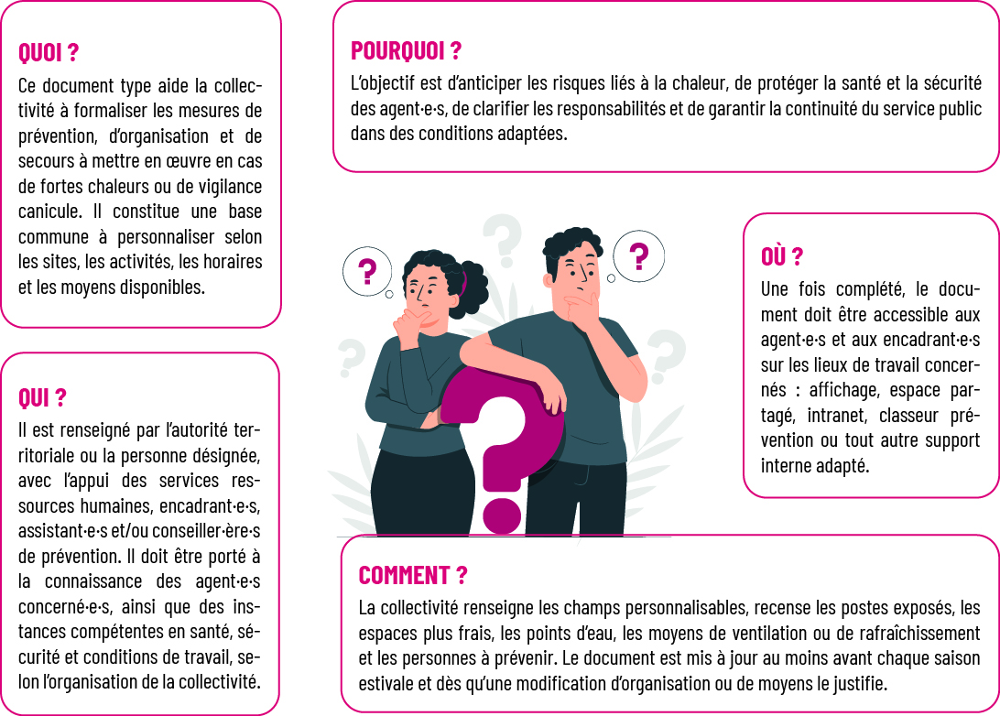 QUOI ?
Ce document type aide la collec-
tivité à formaliser les mesures de
prévention, d'organisation et de
secours à mettre en œuvre en cas
de fortes chaleurs ou de vigilance
canicule. Il constitue une base
commune à personnaliser selon
les sites, les activités, les horaires
et les moyens disponibles.
POURQUOI ?
L'objectif est d'anticiper les risques liés à la chaleur, de protéger la santé et la sécurité
des agent·e·s, de clarifier les responsabilités et de garantir la continuité du service public
dans des conditions adaptées.
?
?
?
?
?
?
OÙ ?
Une fois complété, le docu-
ment doit être accessible aux
agent·e·s et aux encadrant·e·s
sur les lieux de travail concer-
nés : affichage, espace par-
tagé, intranet, classeur pré-
vention ou tout autre support
interne adapté.
QUI ?
Il est renseigné par l'autorité ter-
ritoriale ou la personne désignée,
avec l'appui des services res-
sources humaines, encadrant·e·s,
assistant·e·s et/ou conseiller·ère·s
de prévention. Il doit être porté à
la connaissance des agent·e·s
concerné·e·s, ainsi que des ins-
tances compétentes en santé, sé-
curité et conditions de travail, se-
lon l'organisation de la collectivité.
COMMENT ?
La collectivité renseigne les champs personnalisables, recense les postes exposés, les
espaces plus frais, les points d'eau, les moyens de ventilation ou de rafraîchissement
et les personnes à prévenir. Le document est mis à jour au moins avant chaque saison
estivale et dès qu'une modification d'organisation ou de moyens le justifie.